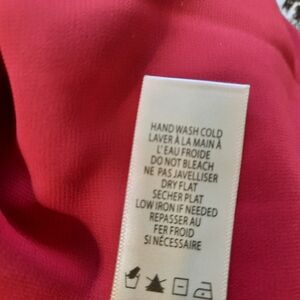 HAND WASH COLD
LAVER À LA MAIN À
L'EAU FROIDE
DO NOT BLEACH
NE PAS JAVELLISER
DRY FLAT
SECHER PLAT
LOW IRON IF NEEDED
REPASSER AU
FER FROID
SI NÉCESSAIRE